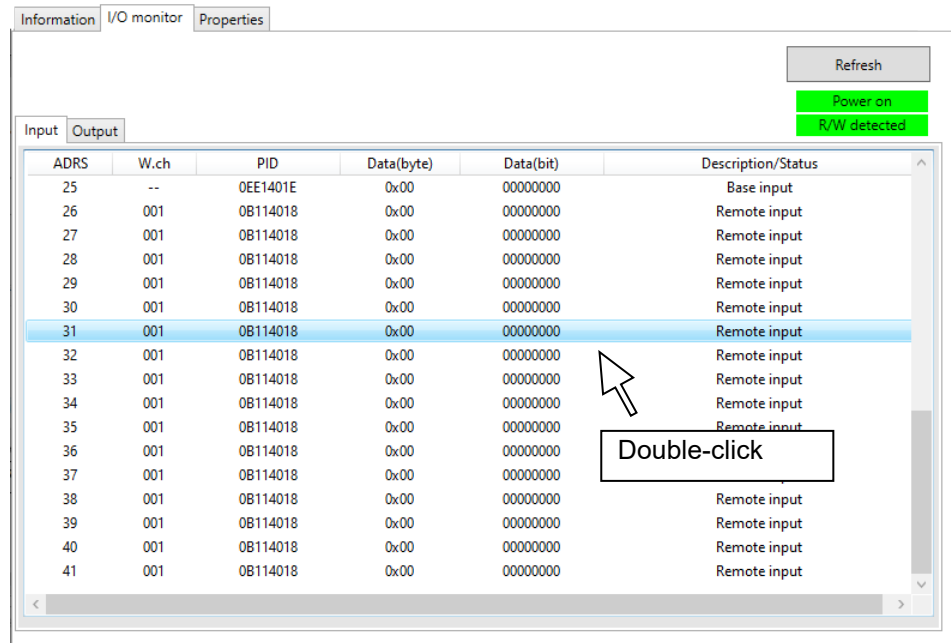 Information I/O monitor Properties
Refresh
Power on
Input Output R/W detected
ADRS W.ch PID Data(byte) Data(bit) Description/Status
25 -- 0EE1401E 0x00 00000000 Base input
26 001 0B114018 0x00 00000000 Remote input
27 001 0B114018 0x00 00000000 Remote input
28 001 0B114018 0x00 00000000 Remote input
29 001 0B114018 0x00 00000000 Remote input
30 001 0B114018 0x00 00000000 Remote input
31 001 0B114018 0x00 00000000 Remote input
32 001 0B114018 0x00 00000000 Remote input
33 001 0B114018 0x00 00000000 Remote input
34 001 0B114018 0x00 00000000 Remote input
35 001 0B114018 0x00 00000000 Remote input
36 001 0B114018 0x00 00000000 Double-click
37 001 0B114018 0x00 00000000
38 001 0B114018 0x00 00000000 Remote input
39 001 0B114018 0x00 00000000 Remote input
40 001 0B114018 0x00 00000000 Remote input
41 001 0B114018 0x00 00000000 Remote input